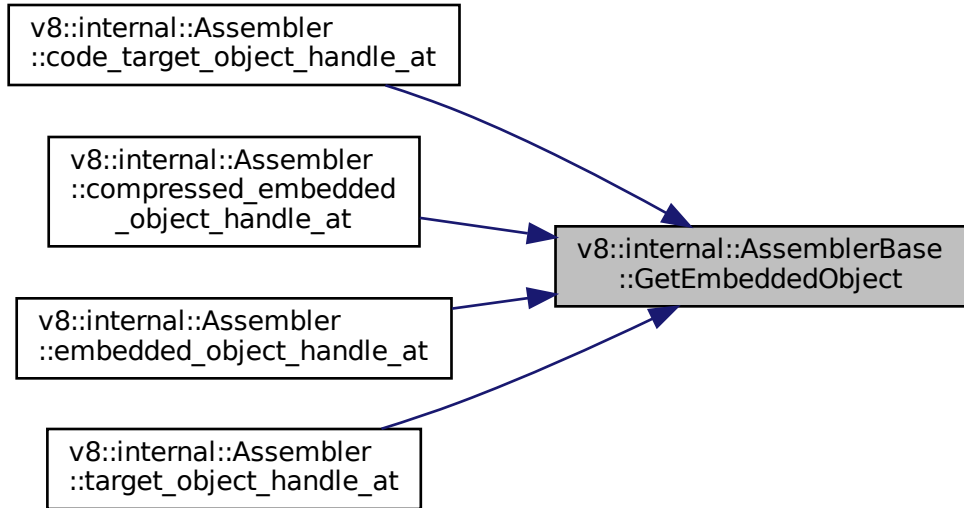 v8::internal::Assembler
::code_target_object_handle_at
v8::internal::Assembler
::compressed_embedded
_object_handle_at
v8::internal::AssemblerBase
::GetEmbeddedObject
v8::internal::Assembler
::embedded_object_handle_at
v8::internal::Assembler
::target_object_handle_at